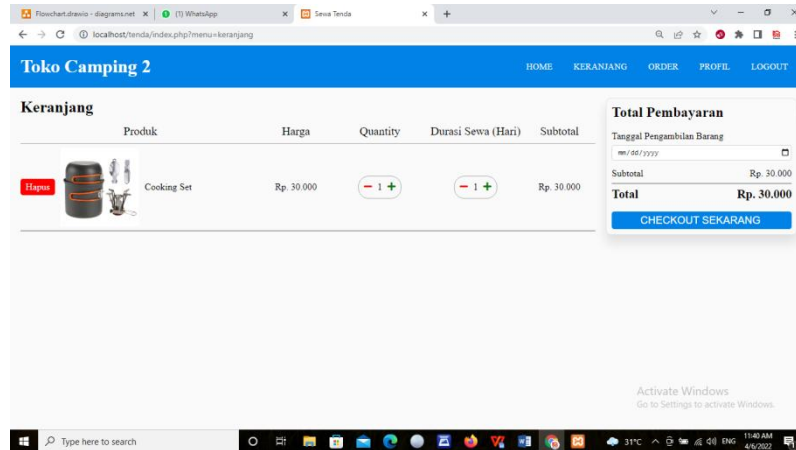 Flowchart.drawio - diagrams.net
(1) WhatsApp
Sewa Tenda
localhost/tenda/index.php?menu=keranjang
Toko Camping 2
HOME KERANJANG ORDER PROFIL LOGOUT
Keranjang
Produk Harga Quantity Durasi Sewa (Hari) Subtotal
Hapus Cooking Set Rp. 30.000 1 1 Rp. 30.000
Total Pembayaran
Tanggal Pengambilan Barang
mm/dd/yyyy
Subtotal Rp. 30.000
Total Rp. 30.000
CHECKOUT SEKARANG
Activate Windows
Go to Settings to activate Windows.
Type here to search
31°C ENG 11:40 AM
4/6/2022